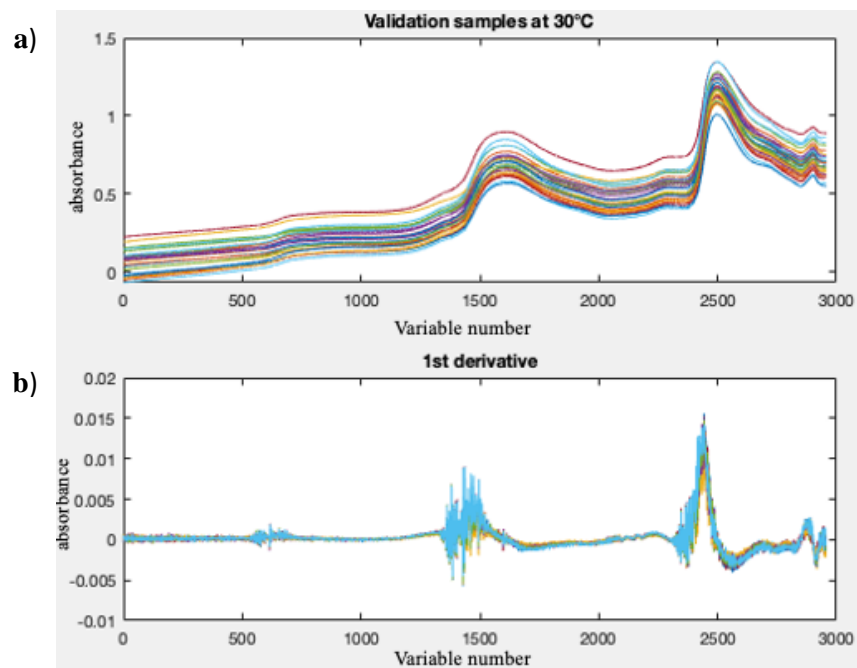 a)
Validation samples at 30°C
1.5
1
0.5
0
absorbance
0 500 1000 1500 2000 2500 3000
Variable number
b)
1st derivative
0.02
0.015
0.01
0.005
0
-0.005
-0.01
absorbance
0 500 1000 1500 2000 2500 3000
Variable number